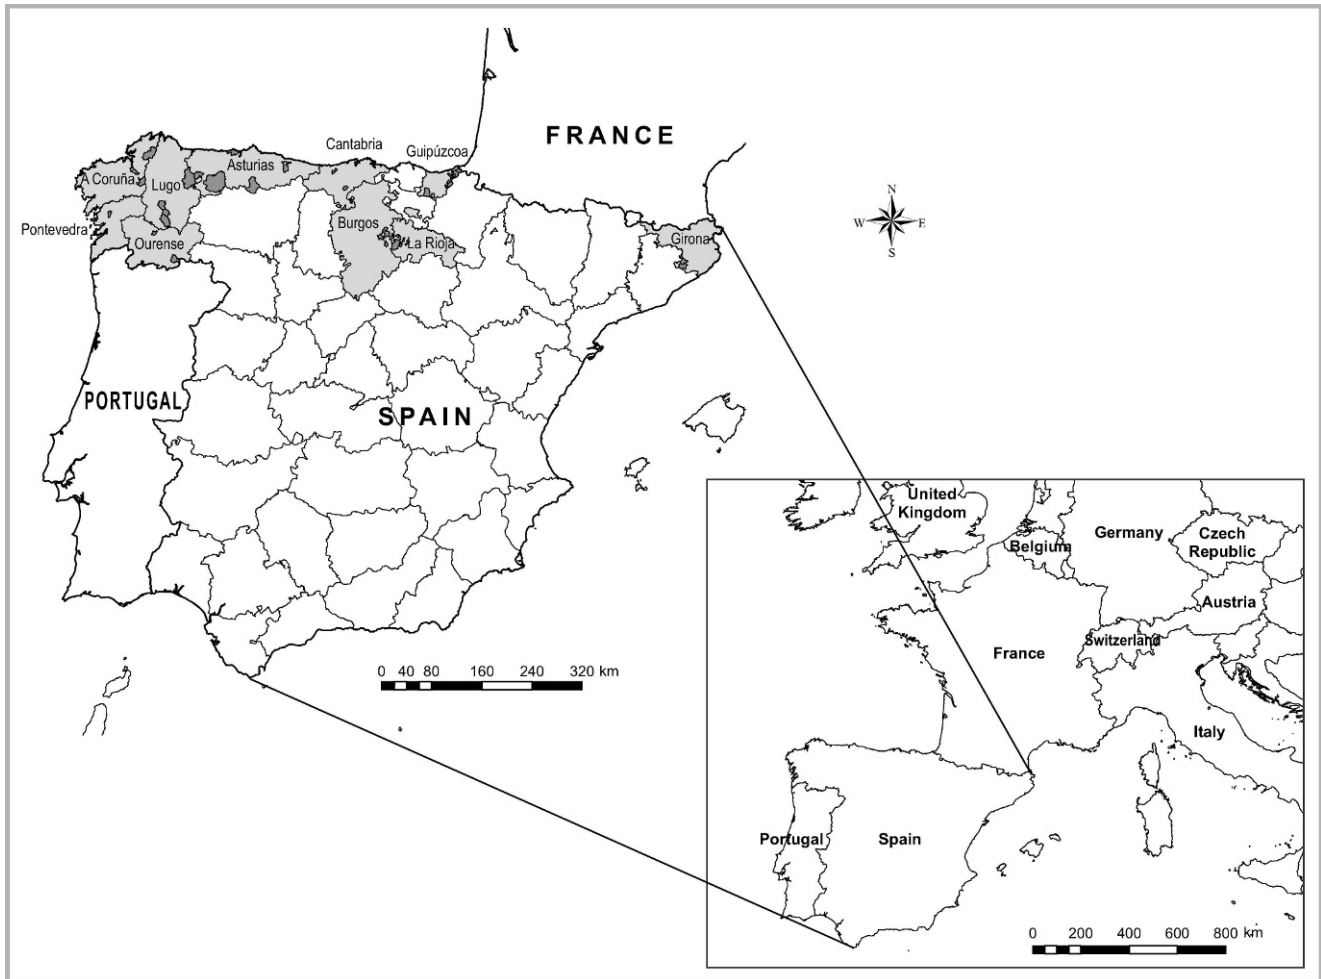 FRANCE
Cantabria
Guipúzcoa
Asturias
A Coruña
Lugo
Pontevedra
Ourense
Burgos
La Rioja
Girona
N
W E
S
PORTUGAL
SPAIN
0 40 80 160 240 320 km
United
Kingdom
Belgium
Germany
Czech
Republic
Austria
Switzerland
France
Italy
Portugal
Spain
0 200 400 600 800 km